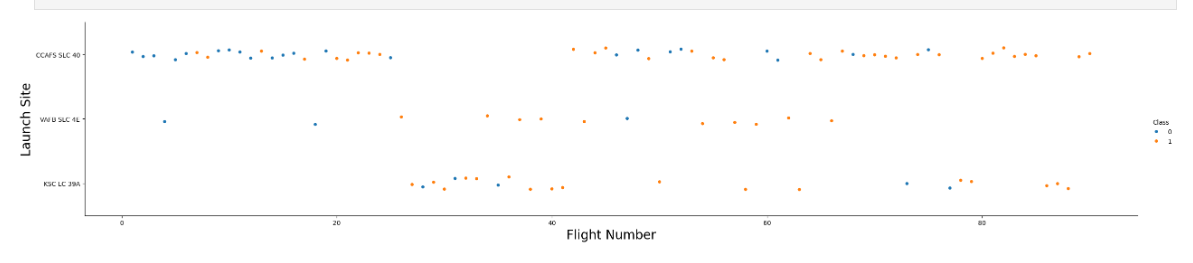 CCAFS SLC 40
VAFB SLC 4E
KSC LC 39A
Launch Site
0 20 40 60 80
Flight Number
Class
0
1